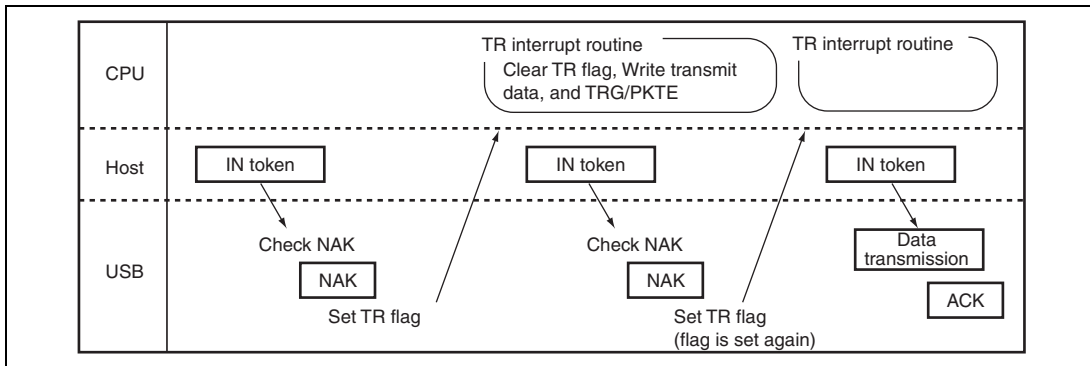 CPU
TR interrupt routine
Clear TR flag, Write transmit
data, and TRG/PKTE
TR interrupt routine
Host
IN token
IN token
IN token
USB
Check NAK
NAK
Set TR flag
Check NAK
NAK
Set TR flag
(flag is set again)
Data
transmission
ACK